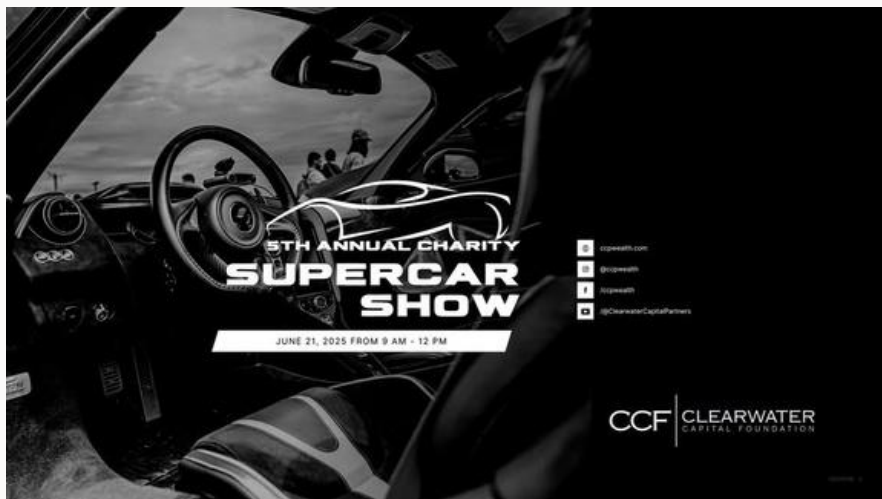 5TH ANNUAL CHARITY
SUPERCAR
SHOW
JUNE 21, 2025 FROM 9 AM - 12 PM
ccpwealth.com
@ccpwealth
/ccpwealth
/@ClearwaterCapitalPartners
CCF CLEARWATER
CAPITAL FOUNDATION